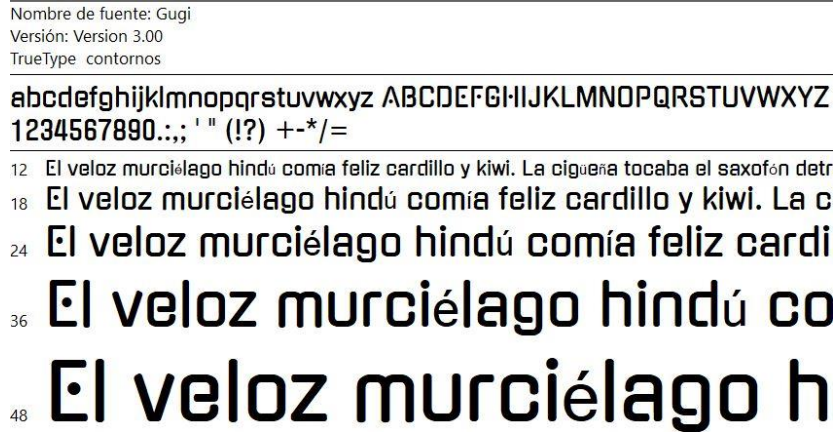 Nombre de fuente: Gugi
Versión: Version 3.00
TrueType contornos
abcdefghijklmnopqrstuvwxyz ABCDEFGHIJKLMNOPQRSTUVWXYZ
1234567890.:,; ' " (!?) +-*/=
12 El veloz murciélago hindú comía feliz cardillo y kiwi. La cigüeña tocaba el saxofón detr
18 El veloz murciélago hindú comía feliz cardillo y kiwi. La c
24 El veloz murciélago hindú comía feliz cardi
36 El veloz murciélago hindú co
48 El veloz murciélago h